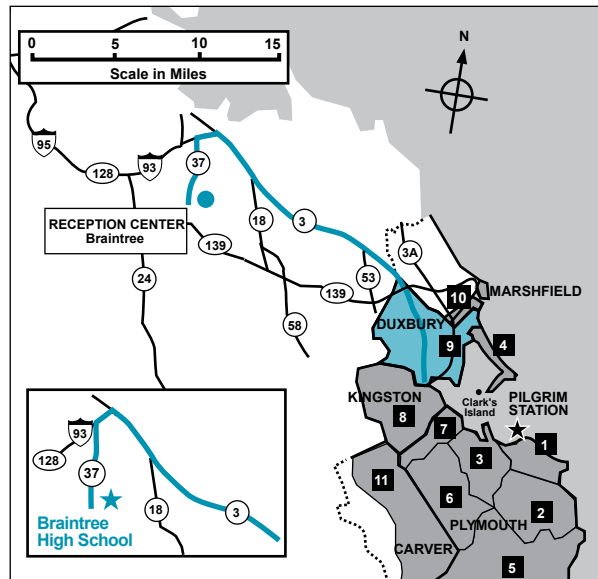 0 5 10 15
Scale in Miles
N
95
128
93
37
RECEPTION CENTER
Braintree
139
24
18
3
58
139
53
3A
10
MARSHFIELD
DUXBURY
9
4
KINGSTON
8
Clark's
Island
PILGRIM
STATION
7
3
1
11
6
2
PLYMOUTH
CARVER
5
93
128
37
18
3
Braintree
High School